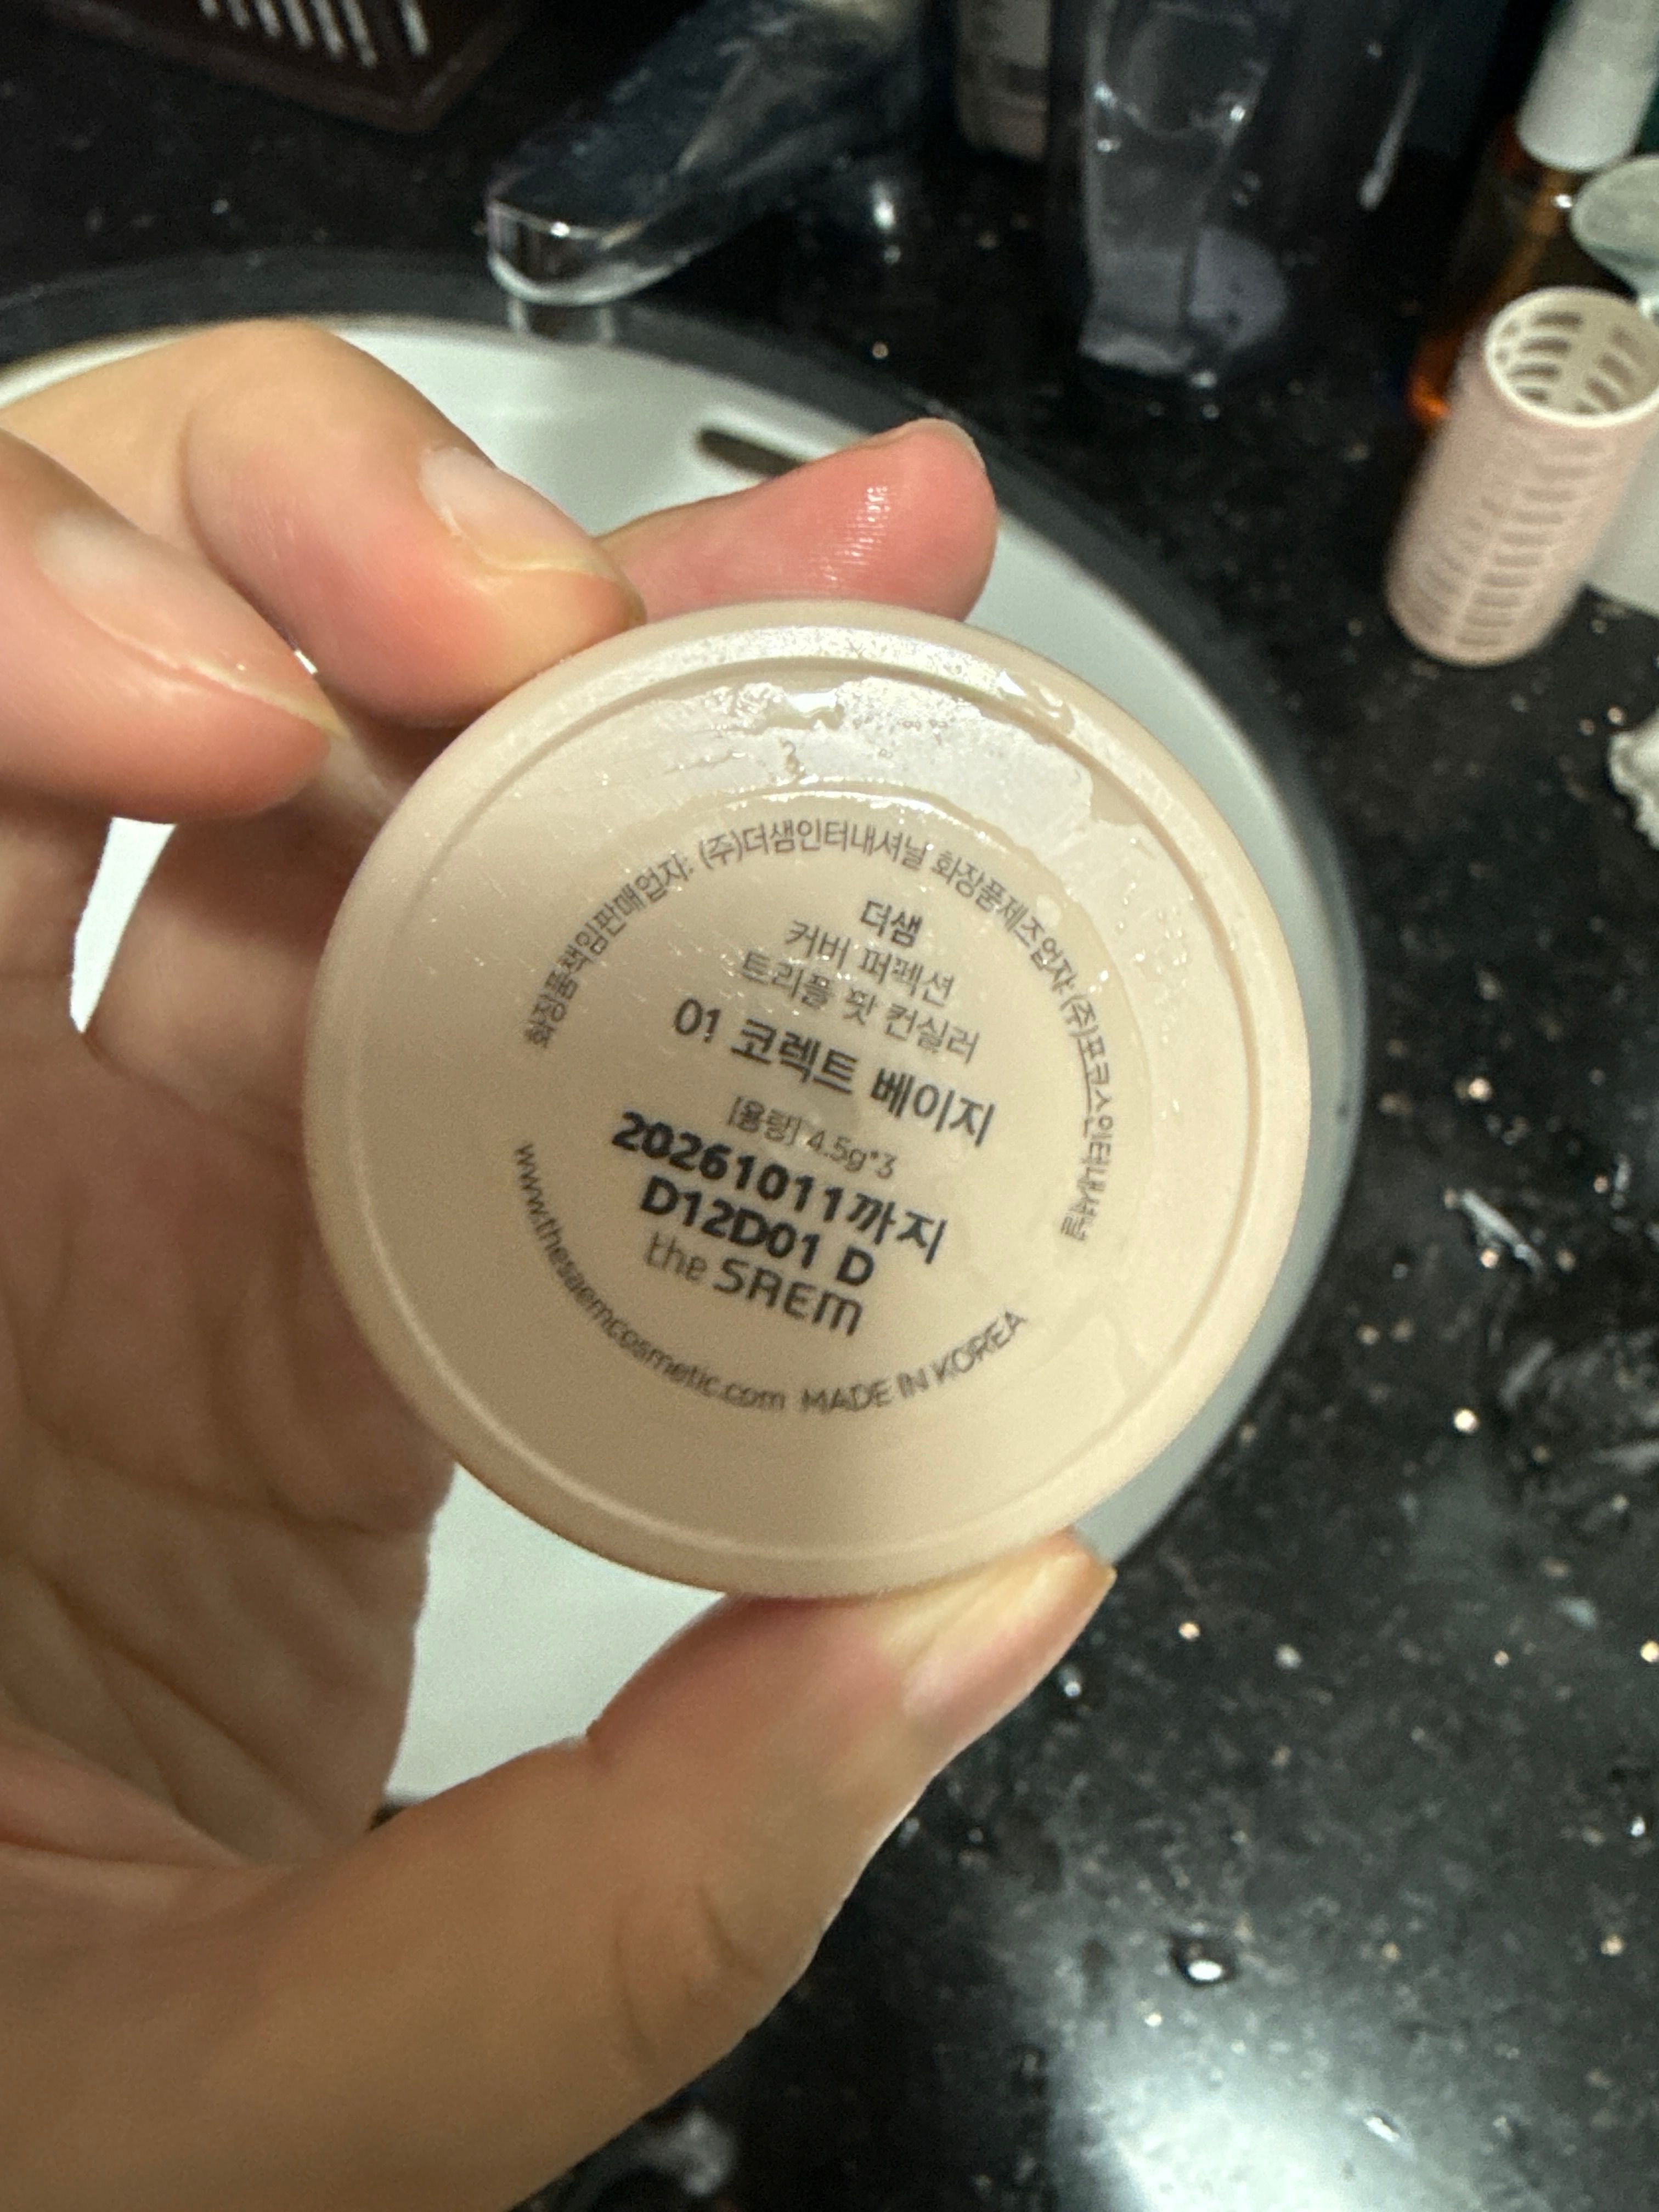 화장품책임판매업자: (주)더샘인터내셔날 화장품제조업자: (주)포코스인터내셔널
더샘
커버 퍼펙션
트리플 팟 컨실러
01 코렉트 베이지
[용량] 4.5g*3
20261011까지
D12D01 D
the SAEM
www.thesaemcosmetic.com MADE IN KOREA